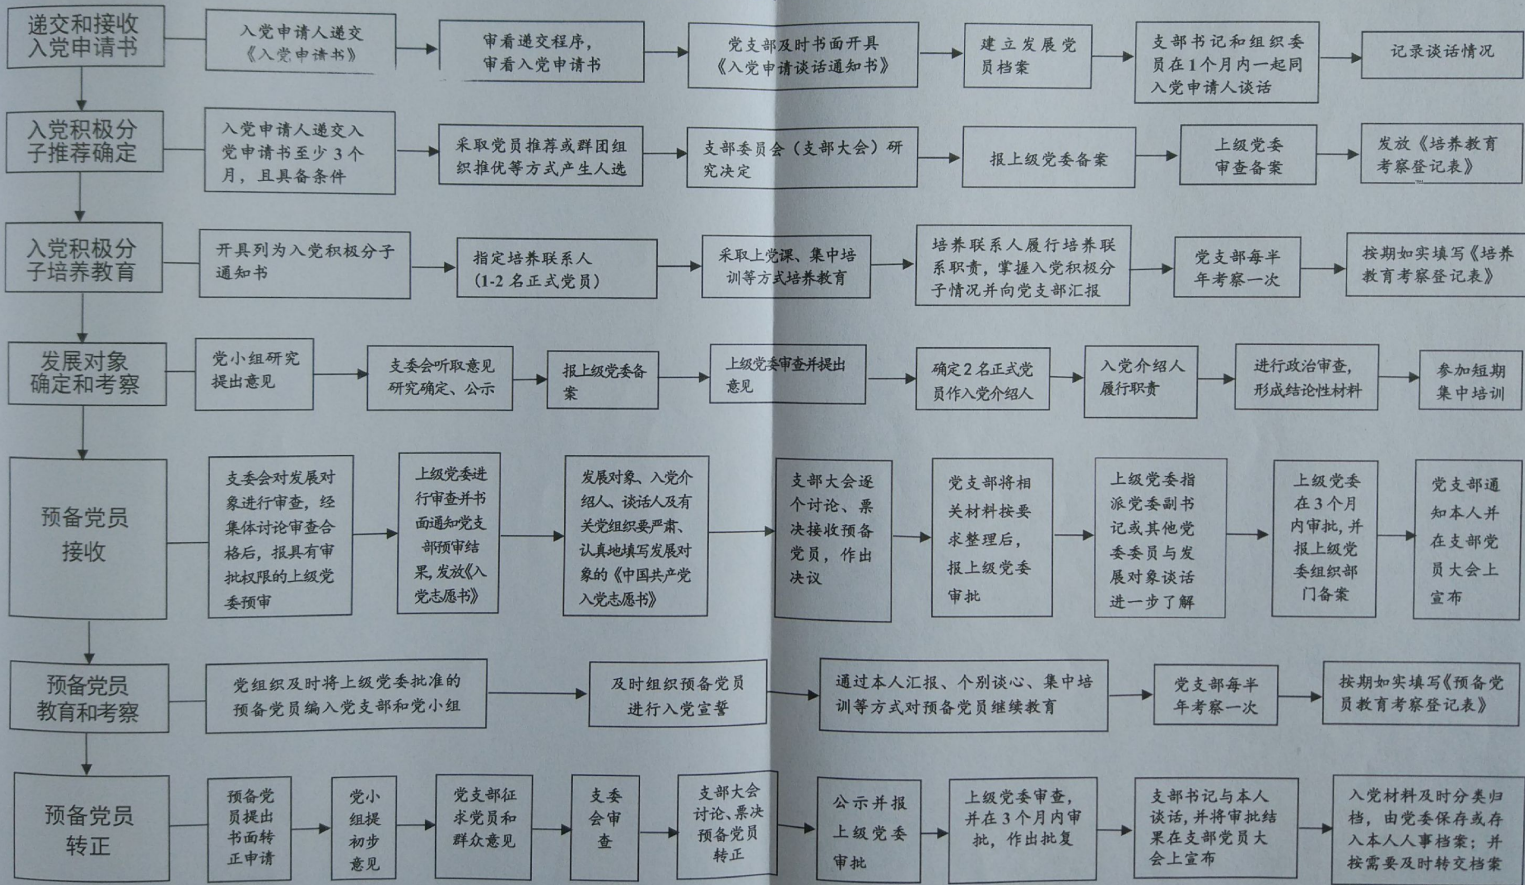 递交和接收
入党申请书
入党申请人递交
《入党申请书》
审看递交程序，
审看入党申请书
党支部及时书面开具
《入党申请谈话通知书》
建立发展党
员档案
支部书记和组织委
员在1个月内一起同
入党申请人谈话
记录谈话情况
入党积极分
子推荐确定
入党申请人递交入
党申请书至少3个
月，且具备条件
采取党员推荐或群团组
织推优等方式产生人选
支部委员会（支部大会）研
究决定
报上级党委备案
上级党委
审查备案
发放《培养教育
考察登记表》
入党积极分
子培养教育
开具列为入党积极分子
通知书
指定培养联系人
（1-2名正式党员）
采取上党课、集中培
训等方式培养教育
培养联系人履行培养联
系职责，掌握入党积极分
子情况并向党支部汇报
党支部每半
年考察一次
按期如实填写《培养
教育考察登记表》
发展对象
确定和考察
党小组研究
提出意见
支委会听取意见
研究确定、公示
报上级党委备
案
上级党委审查并提出
意见
确定2名正式党
员作入党介绍人
入党介绍人
履行职责
进行政治审查，
形成结论性材料
参加短期
集中培训
预备党员
接收
支委会对发展对
象进行审查，经
集体讨论审查合
格后，报具有审
批权限的上级党
委预审
上级党委进
行审查并书
面通知党支
部预审结
果，发放《入
党志愿书》
发展对象、入党介
绍人、谈话人及有
关党组织要严肃、
认真地填写发展对
象的《中国共产党
入党志愿书》
支部大会逐
个讨论、票
决接收预备
党员，作出
决议
党支部将相
关材料按要
求整理后，
报上级党委
审批
上级党委指
派党委副书
记或其他党
委委员与发
展对象谈话
进一步了解
上级党委
在3个月
内审批，并
报上级党
委组织部
门备案
党支部通
知本人并
在支部党
员大会上
宣布
预备党员
教育和考察
党组织及时将上级党委批准的
预备党员编入党支部和党小组
及时组织预备党员
进行入党宣誓
通过本人汇报、个别谈心、集中培
训等方式对预备党员继续教育
党支部每半
年考察一次
按期如实填写《预备党
员教育考察登记表》
预备党员
转正
预备党
员提出
书面转
正申请
党小
组提
初步
意见
党支部征
求党员和
群众意见
支委
会审
查
支部大会
讨论、票决
预备党员
转正
公示并报
上级党委
审批
上级党委审查，
并在3个月内审
批，作出批复
支部书记与本人
谈话，并将审批结
果在支部党员大
会上宣布
入党材料及时分类归
档，由党委保存或存
入本人人事档案；并
按需要及时转交档案